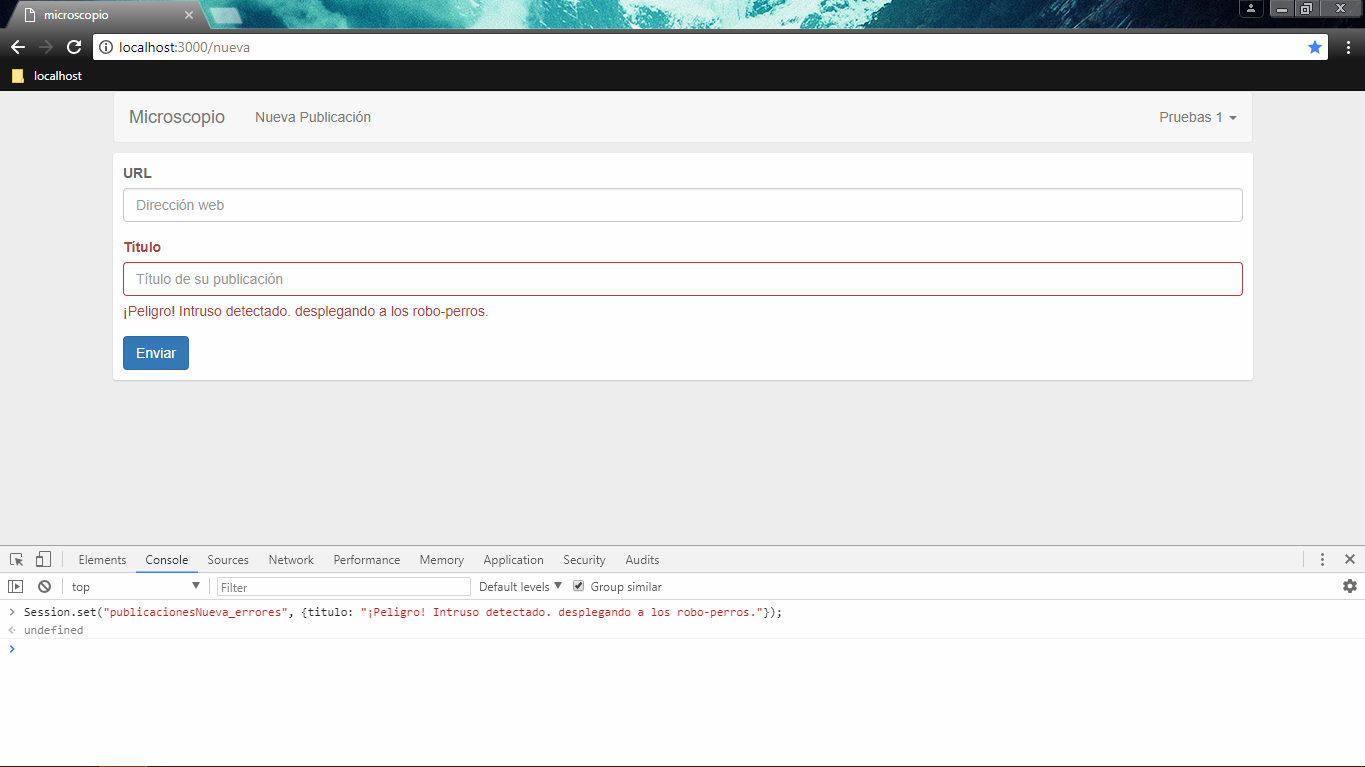 microscopio
localhost:3000/nueva
localhost
Microscopio Nueva Publicación Pruebas 1
URL
Dirección web
Título
Título de su publicación
¡Peligro! Intruso detectado. desplegando a los robo-perros.
Enviar
Elements Console Sources Network Performance Memory Application Security Audits
top Filter Default levels Group similar
Session.set("publicacionesNueva_errores", {titulo: "¡Peligro! Intruso detectado. desplegando a los robo-perros."});
undefined